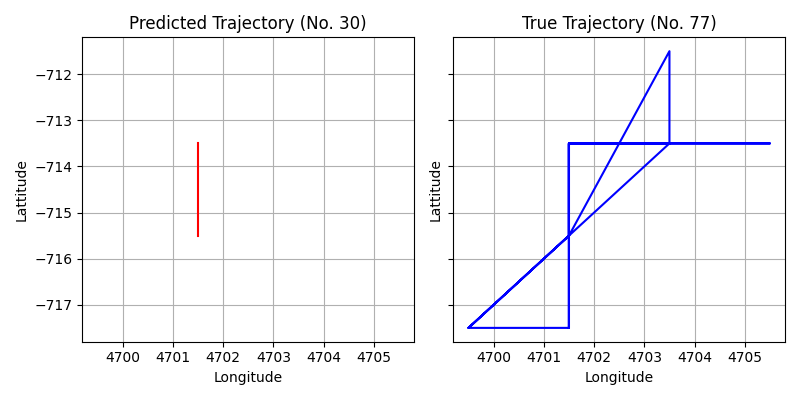 Predicted Trajectory (No. 30)
True Trajectory (No. 77)
Lattitude
−712
−713
−714
−715
−716
−717
4700 4701 4702 4703 4704 4705
Longitude
Lattitude
4700 4701 4702 4703 4704 4705
Longitude